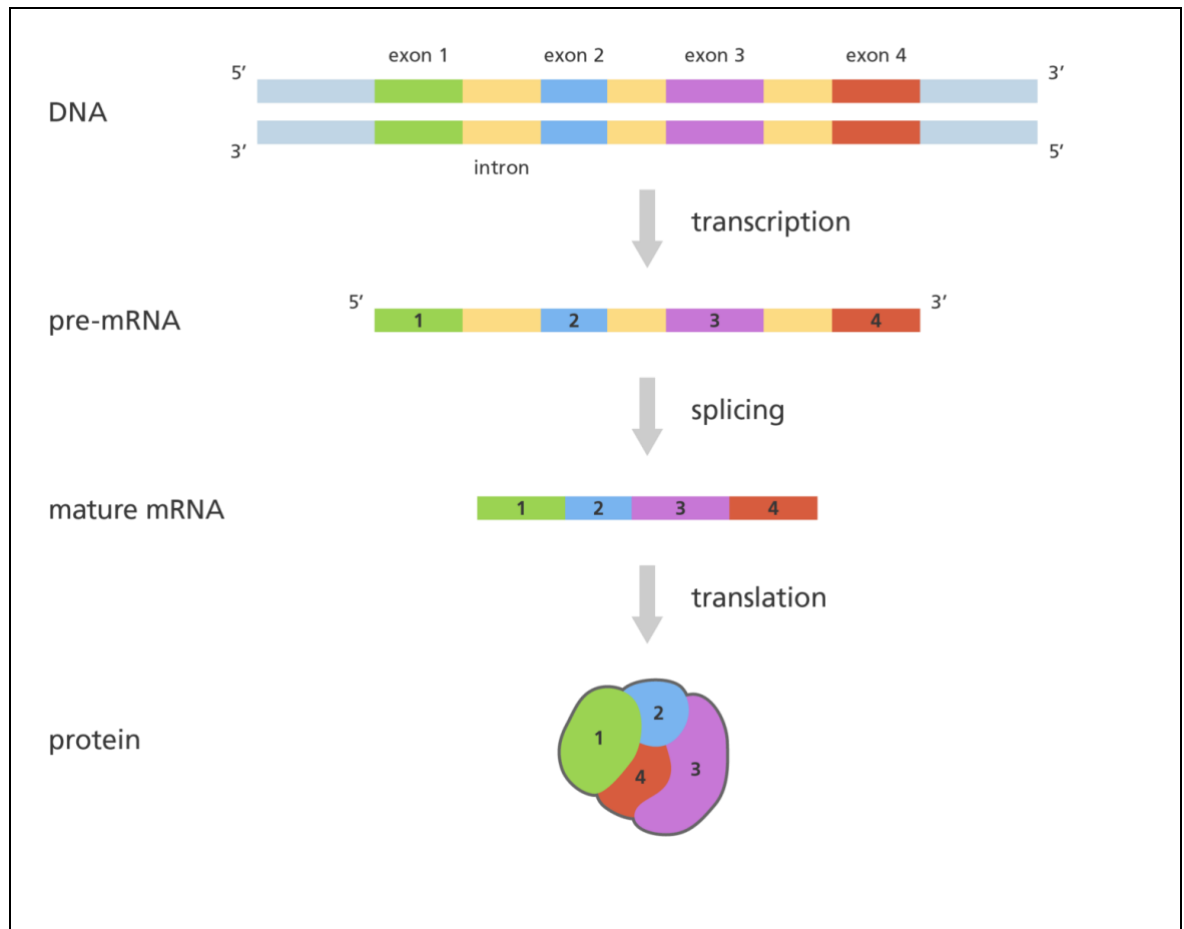 exon 1 exon 2 exon 3 exon 4
5′ 3′
DNA
3′ 5′
intron
transcription
5′ 3′
pre-mRNA 1 2 3 4
splicing
mature mRNA 1 2 3 4
translation
2
1
protein
3
4